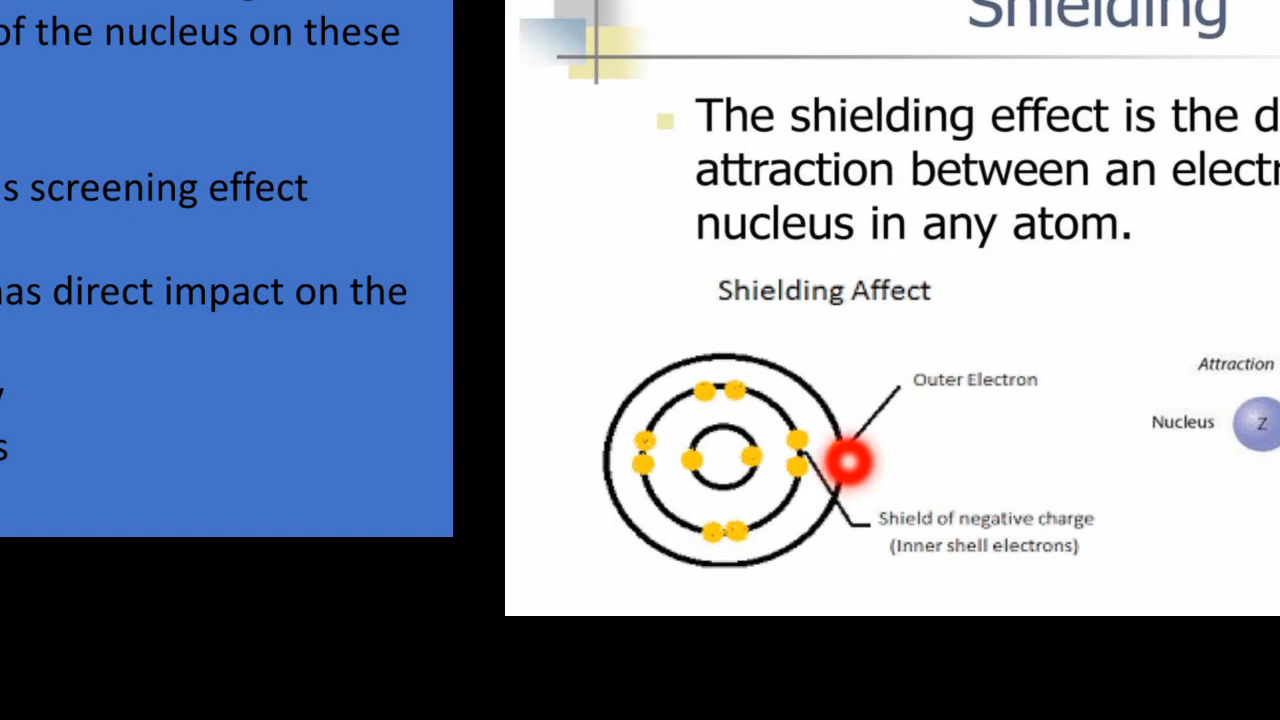 of the nucleus on these
s screening effect
has direct impact on the
y
s
Shielding
The shielding effect is the d
attraction between an electr
nucleus in any atom.
Shielding Affect
Outer Electron
Shield of negative charge
(Inner shell electrons)
Attraction
Nucleus
Z